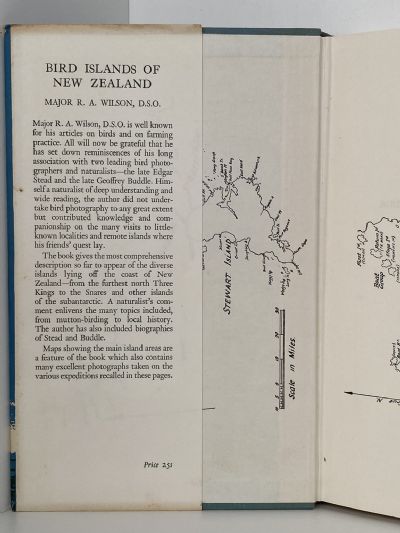 BIRD ISLANDS OF
NEW ZEALAND
MAJOR R. A. WILSON, D.S.O.
Major R. A. Wilson, D.S.O. is well known
for his articles on birds and on farming
practice. All will now be grateful that he
has set down reminiscences of his long
association with two leading bird photo-
graphers and naturalists—the late Edgar
Stead and the late Geoffrey Buddle. Him-
self a naturalist of deep understanding and
wide reading, the author did not under-
take bird photography to any great extent
but contributed knowledge and com-
panionship on the many visits to little-
known localities and remote islands where
his friends' quest lay.
The book gives the most comprehensive
description so far to appear of the diverse
islands lying off the coast of New
Zealand—from the furthest north Three
Kings to the Snares and other islands
of the subantarctic. A naturalist's com-
ment enlivens the many topics included,
from mutton-birding to local history.
The author has also included biographies
of Stead and Buddle.
Maps showing the main island areas are
a feature of the book which also contains
many excellent photographs taken on the
various expeditions recalled in these pages.
Price 25s
STEWART ISLAND
Scale in Miles